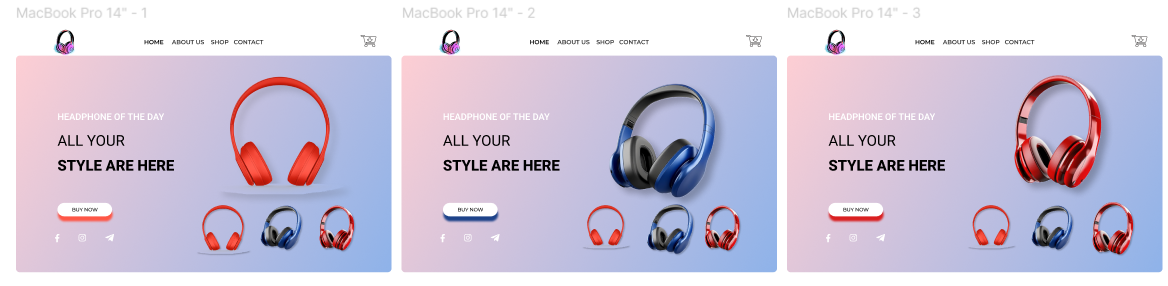 MacBook Pro 14" - 1
HOME ABOUT US SHOP CONTACT
HEADPHONE OF THE DAY
ALL YOUR
STYLE ARE HERE
BUY NOW
MacBook Pro 14" - 2
HOME ABOUT US SHOP CONTACT
HEADPHONE OF THE DAY
ALL YOUR
STYLE ARE HERE
BUY NOW
MacBook Pro 14" - 3
HOME ABOUT US SHOP CONTACT
HEADPHONE OF THE DAY
ALL YOUR
STYLE ARE HERE
BUY NOW